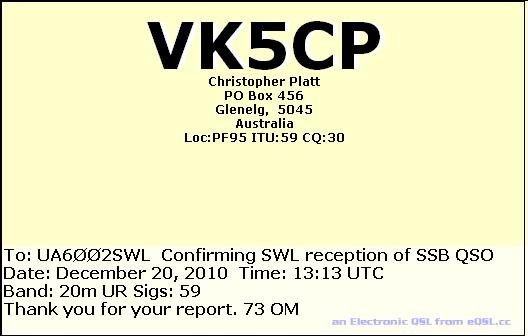 VK5CP
Christopher Platt
PO Box 456
Glenelg, 5045
Australia
Loc:PF95 ITU:59 CQ:30
To: UA6ØØ2SWL Confirming SWL reception of SSB QSO
Date: December 20, 2010 Time: 13:13 UTC
Band: 20m UR Sigs: 59
Thank you for your report. 73 OM
an Electronic QSL from eQSL.cc